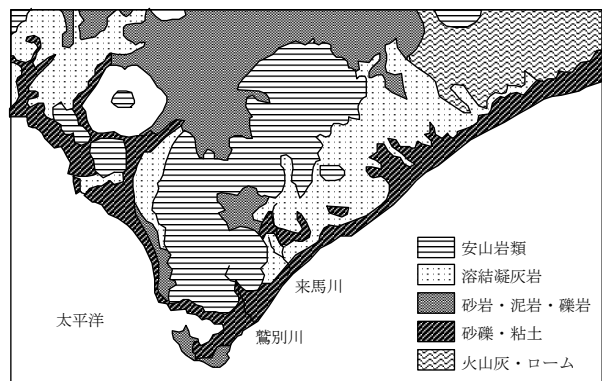 来馬川
太平洋
鷲別川
安山岩類
溶結凝灰岩
砂岩・泥岩・礫岩
砂礫・粘土
火山灰・ローム